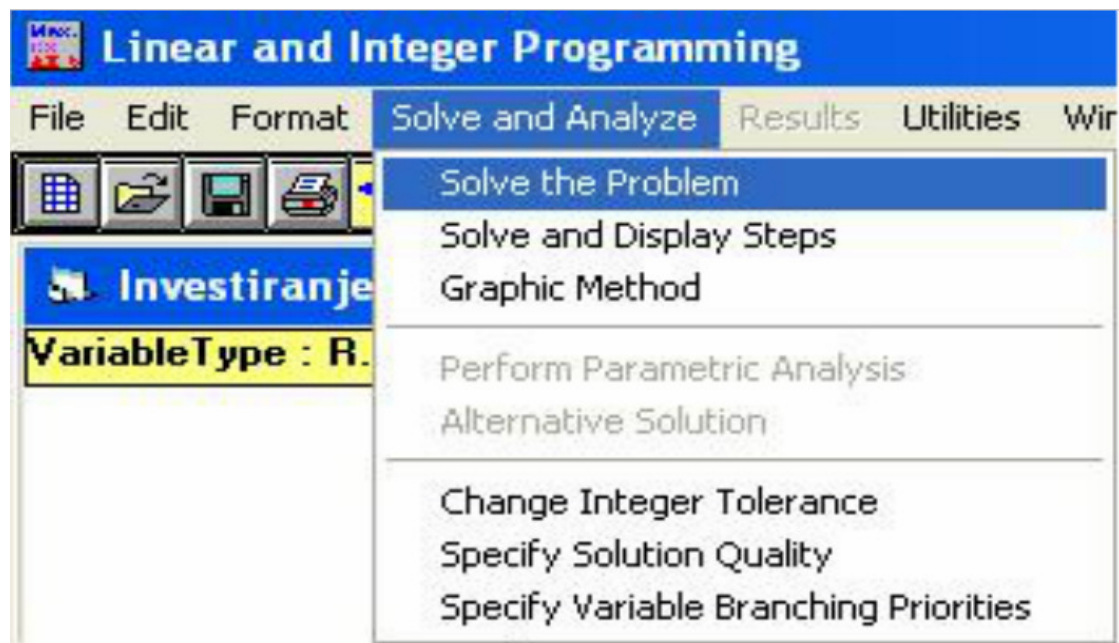 Linear and Integer Programming
File Edit Format Solve and Analyze Results Utilities Wir
Solve the Problem
Solve and Display Steps
Graphic Method
Investiranje
VariableType : R.
Perform Parametric Analysis
Alternative Solution
Change Integer Tolerance
Specify Solution Quality
Specify Variable Branching Priorities